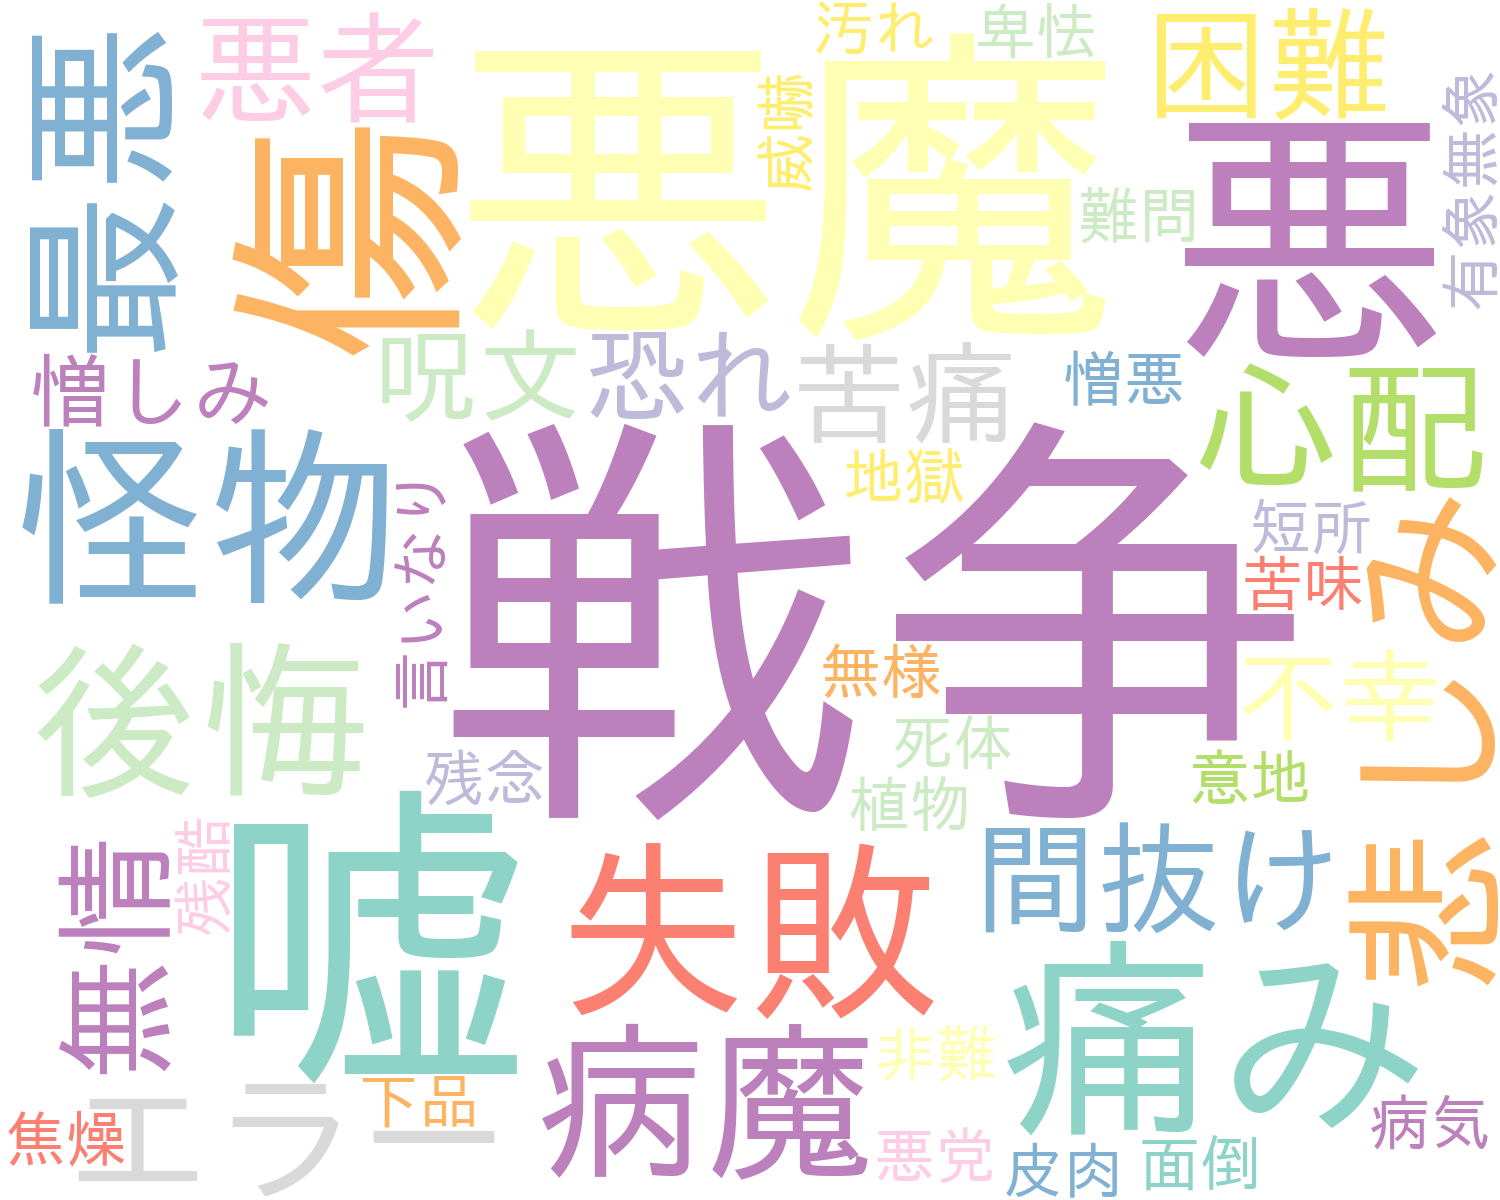 汚れ
卑怯
悪者
困難
最悪
悪魔
威嚇
有象無象
傷
悪
難問
呪文
恐れ
苦痛
憎悪
憎しみ
心配
怪物
戦争
地獄
言いなり
短所
悲しみ
苦味
後悔
無様
不幸
死体
残念
植物
意地
嘘
残酷
間抜け
無情
失敗
痛み
病魔
非難
エラー
下品
焦燥
悪党
皮肉
面倒
病気